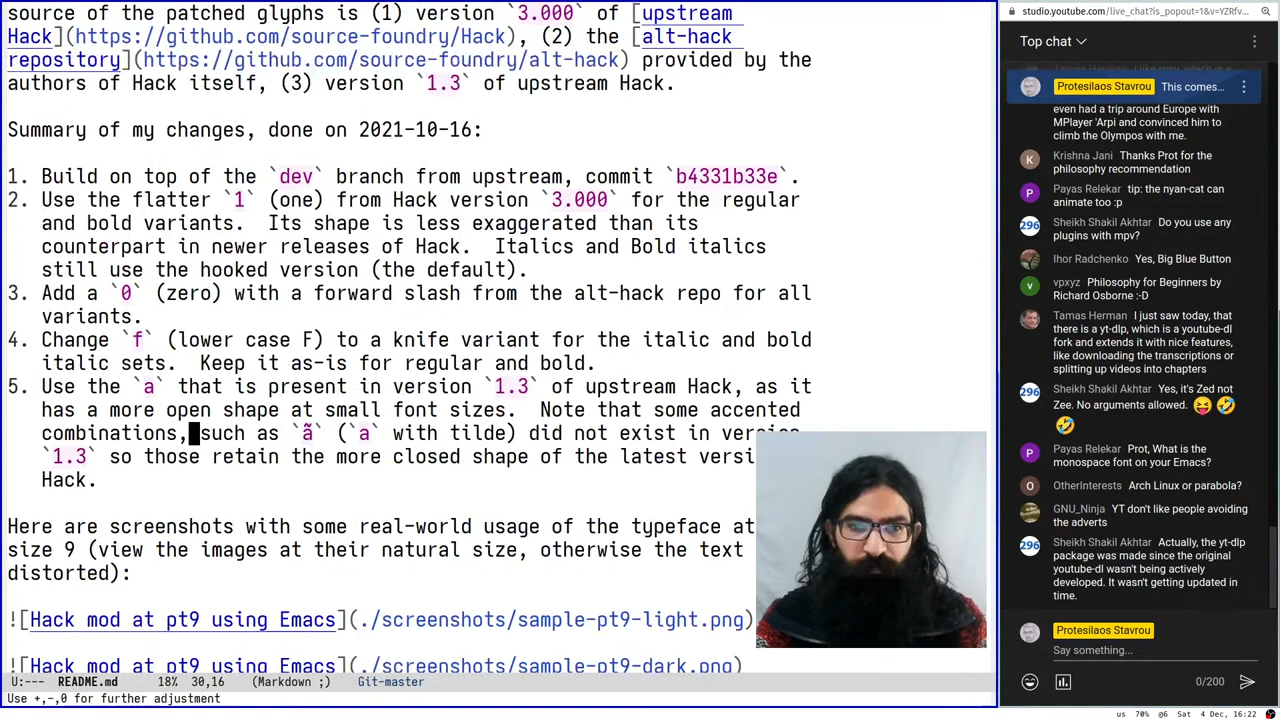 source of the patched glyphs is (1) version `3.000` of [upstream
Hack](https://github.com/source-foundry/Hack), (2) the [alt-hack
repository](https://github.com/source-foundry/alt-hack) provided by the
authors of Hack itself, (3) version `1.3` of upstream Hack.
Summary of my changes, done on 2021-10-16:
1. Build on top of the `dev` branch from upstream, commit `b4331b33e`.
2. Use the flatter `1` (one) from Hack version `3.000` for the regular
and bold variants.  Its shape is less exaggerated than its
counterpart in newer releases of Hack.  Italics and Bold italics
still use the hooked version (the default).
3. Add a `0` (zero) with a forward slash from the alt-hack repo for all
variants.
4. Change `f` (lower case F) to a knife variant for the italic and bold
italic sets.  Keep it as-is for regular and bold.
5. Use the `a` that is present in version `1.3` of upstream Hack, as it
has a more open shape at small font sizes.  Note that some accented
combinations, such as `ã` (`a` with tilde) did not exist in version
`1.3` so those retain the more closed shape of the latest versi
Hack.
Here are screenshots with some real-world usage of the typeface at
size 9 (view the images at their natural size, otherwise the text
distorted):
![Hack mod at pt9 using Emacs](./screenshots/sample-pt9-light.png)
![Hack mod at pt9 using Emacs](./screenshots/sample-pt9-dark.png)
U:--- README.md 18% 30,16 (Markdown ;) Git-master
Use +,-,0 for further adjustment
studio.youtube.com/live_chat?is_popout=1&v=YZRfv...
Top chat
Protesilaos Stavrou This comes...
even had a trip around Europe with
MPlayer 'Arpi and convinced him to
climb the Olympos with me.
Krishna Jani Thanks Prot for the
philosophy recommendation
Payas Relekar tip: the nyan-cat can
animate too :p
Sheikh Shakil Akhtar Do you use any
plugins with mpv?
Ihor Radchenko Yes, Big Blue Button
vpxyz Philosophy for Beginners by
Richard Osborne :-D
Tamas Herman I just saw today, that
there is a yt-dlp, which is a youtube-dl
fork and extends it with nice features,
like downloading the transcriptions or
splitting up videos into chapters
Sheikh Shakil Akhtar Yes, it's Zed not
Zee. No arguments allowed. 😝 🤣
🤣
Payas Relekar Prot, What is the
monospace font on your Emacs?
OtherInterests Arch Linux or parabola?
GNU_Ninja YT don't like people avoiding
the adverts
Sheikh Shakil Akhtar Actually, the yt-dlp
package was made since the original
youtube-dl wasn't being actively
developed. It wasn't getting updated in
time.
Protesilaos Stavrou
Say something...
0/200
us 70% @6 Sat 4 Dec, 16:22